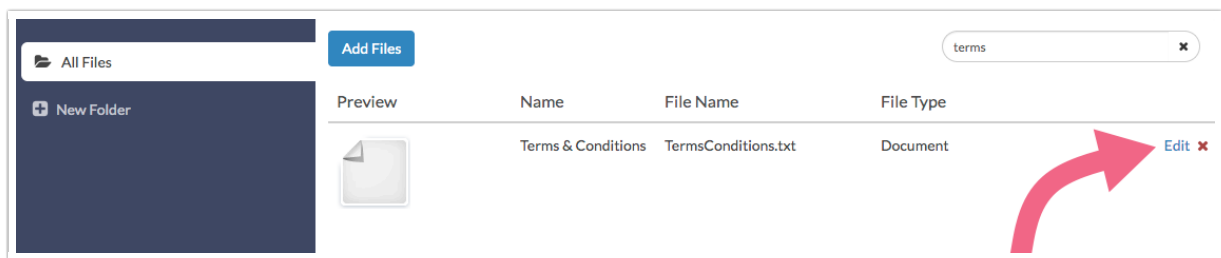 All Files
New Folder
Add Files
terms
Preview Name File Name File Type
Terms & Conditions TermsConditions.txt Document Edit